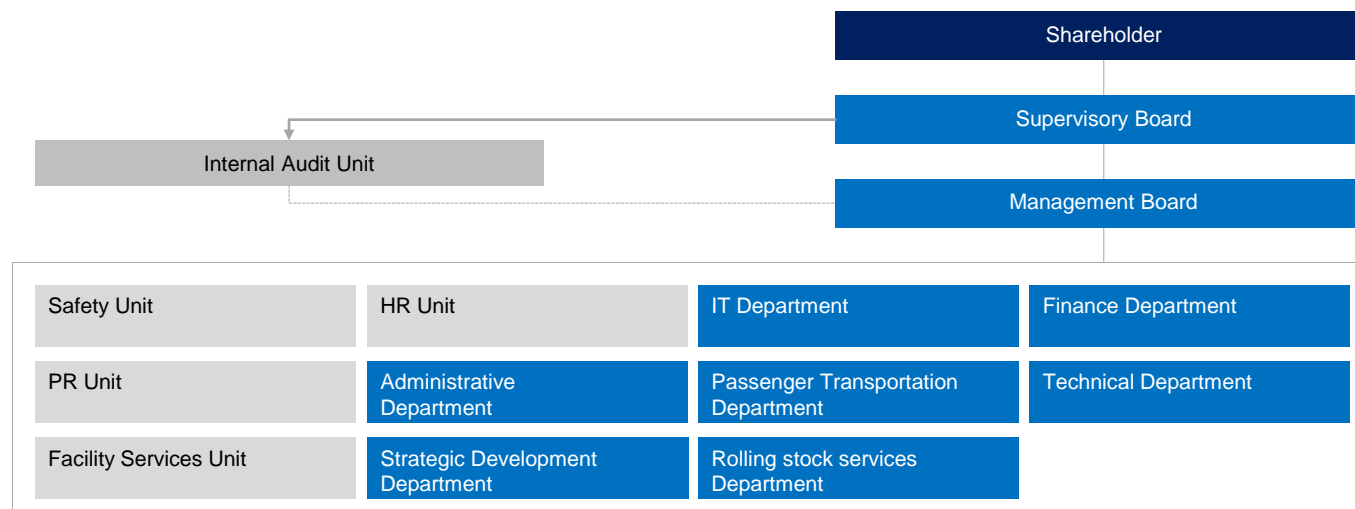 Shareholder
Supervisory Board
Internal Audit Unit
Management Board
Safety Unit
HR Unit
IT Department
Finance Department
PR Unit
Administrative
Department
Passenger Transportation
Department
Technical Department
Facility Services Unit
Strategic Development
Department
Rolling stock services
Department